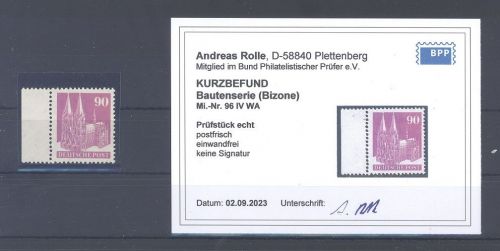 90
DEUTSCHE POST
Andreas Rolle, D-58840 Plettenberg
Mitglied im Bund Philatelistischer Prüfer e.V.
BPP
KURZBEFUND
Bautenserie (Bizone)
Mi.-Nr. 96 IV WA
Prüfstück echt
postfrisch
einwandfrei
keine Signatur
90
DEUTSCHE POST
Datum: 02.09.2023 Unterschrift: